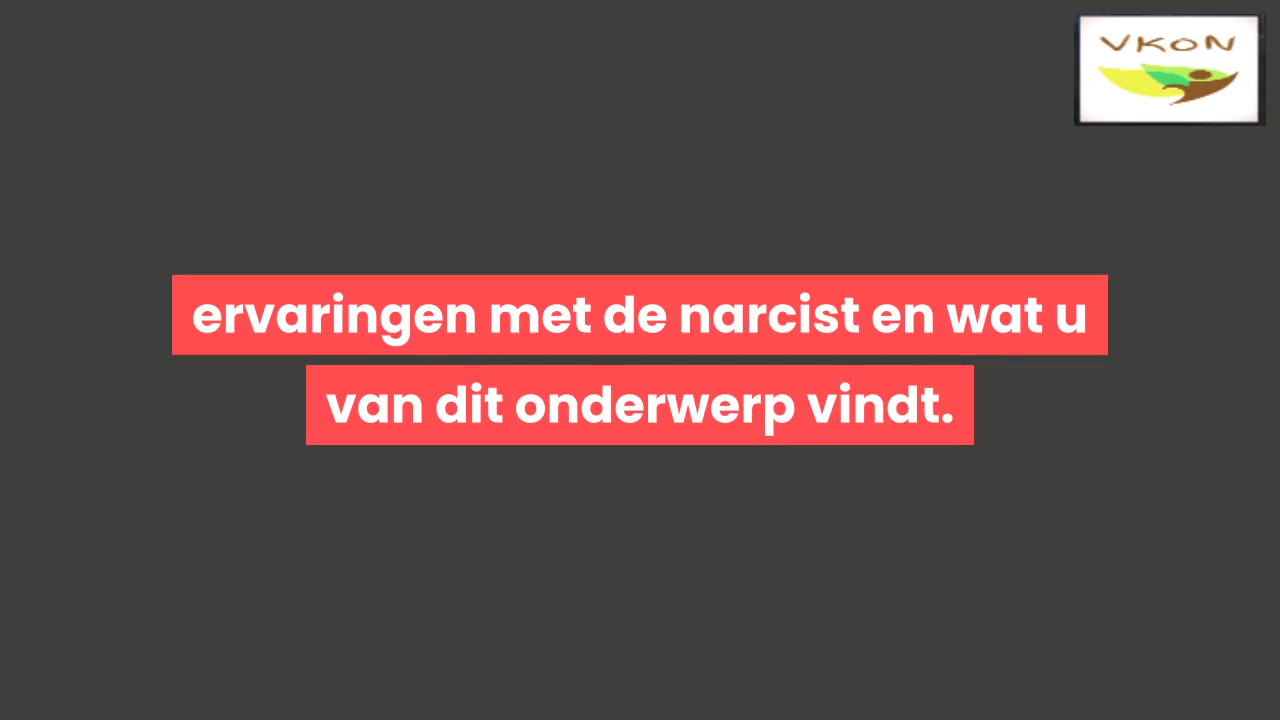 VKON
ervaringen met de narcist en wat u
van dit onderwerp vindt.